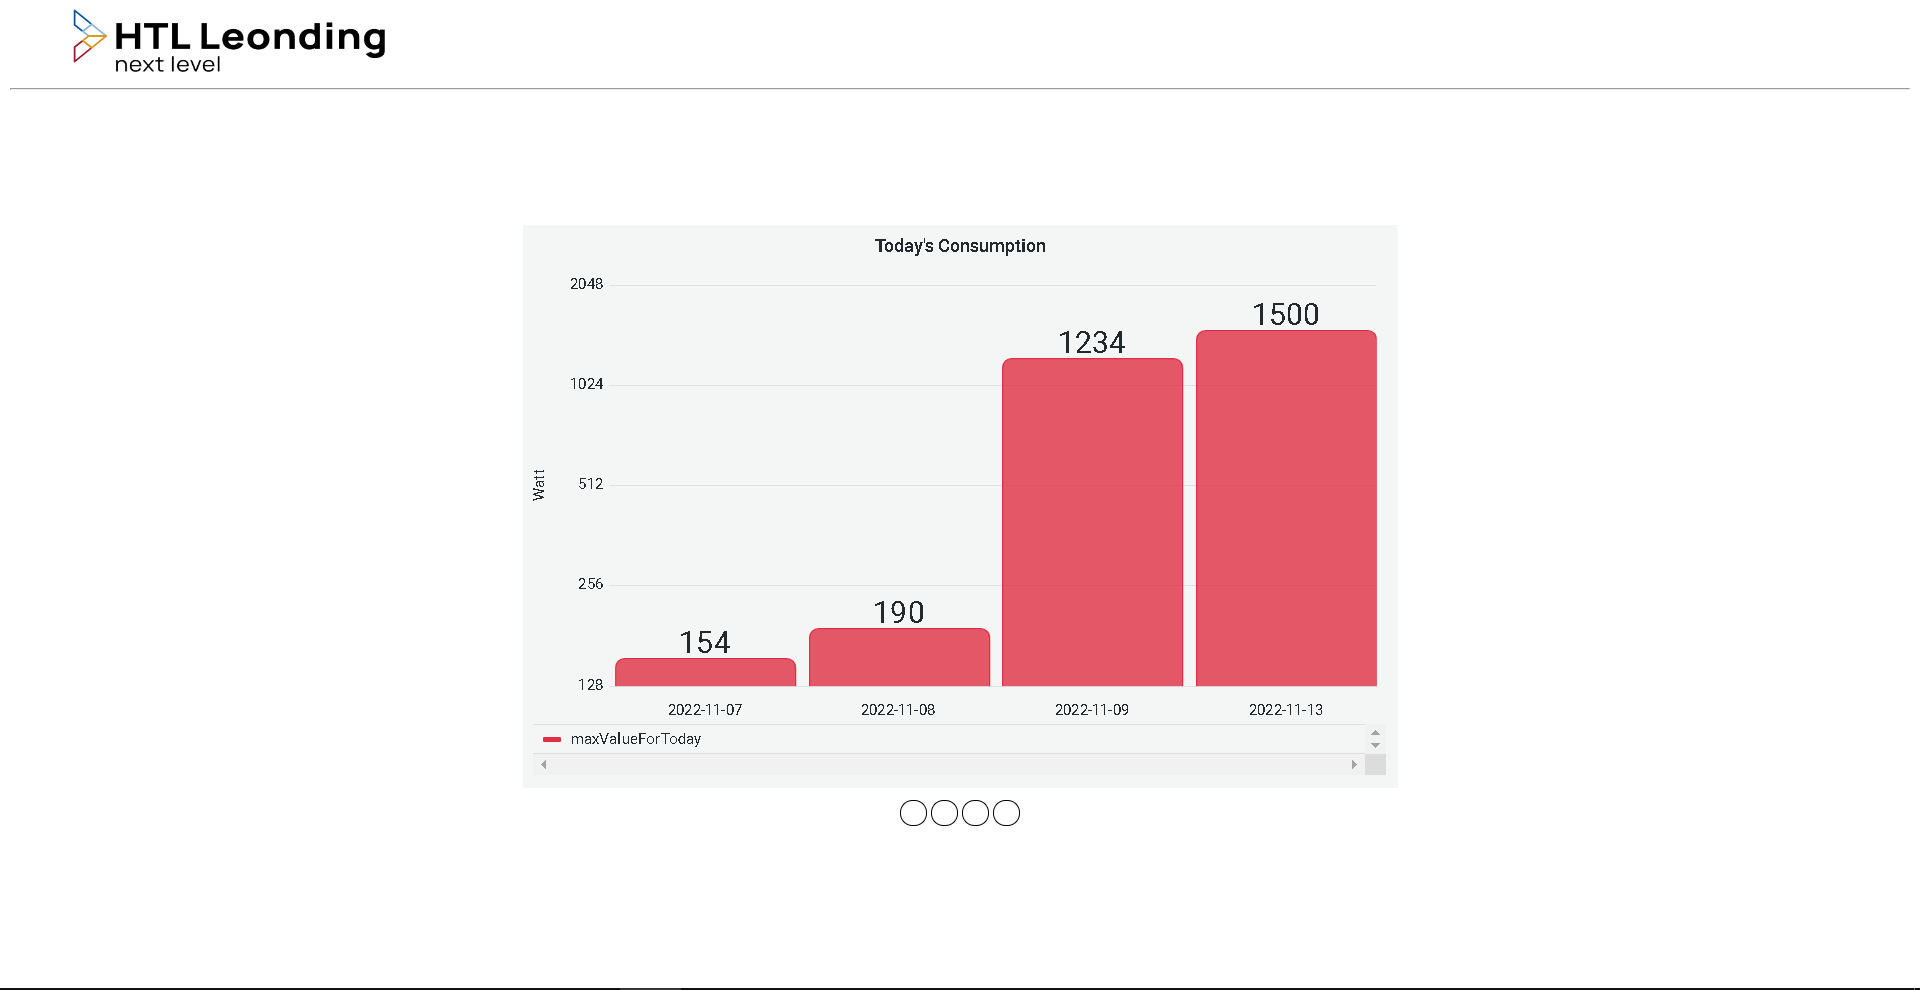 HTL Leonding
next level
Today's Consumption
2048
1024
512
256
128
Watt
154
190
1234
1500
2022-11-07
2022-11-08
2022-11-09
2022-11-13
maxValueForToday